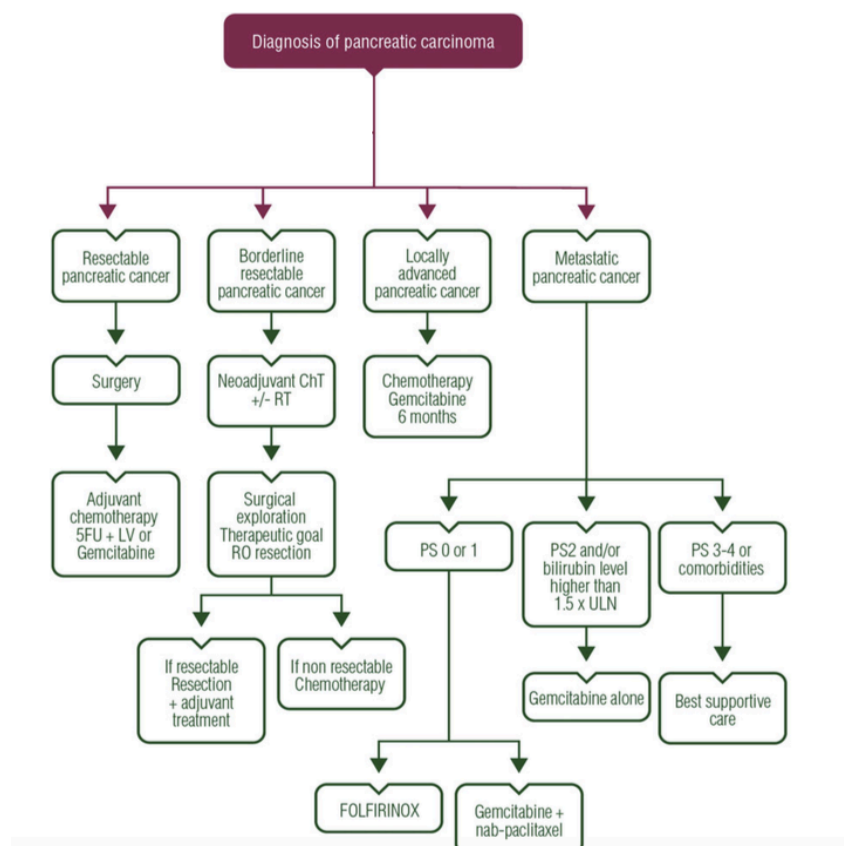 Diagnosis of pancreatic carcinoma
Resectable
pancreatic cancer
Borderline
resectable
pancreatic cancer
Locally
advanced
pancreatic cancer
Metastatic
pancreatic cancer
Surgery
Neoadjuvant ChT
+/- RT
Chemotherapy
Gemcitabine
6 months
Adjuvant
chemotherapy
5FU + LV or
Gemcitabine
Surgical
exploration
Therapeutic goal
RO resection
PS 0 or 1
PS2 and/or
bilirubin level
higher than
1.5 x ULN
PS 3-4 or
comorbidities
If resectable
Resection
+ adjuvant
treatment
If non resectable
Chemotherapy
Gemcitabine alone
Best supportive
care
FOLFIRINOX
Gemcitabine +
nab-paclitaxel